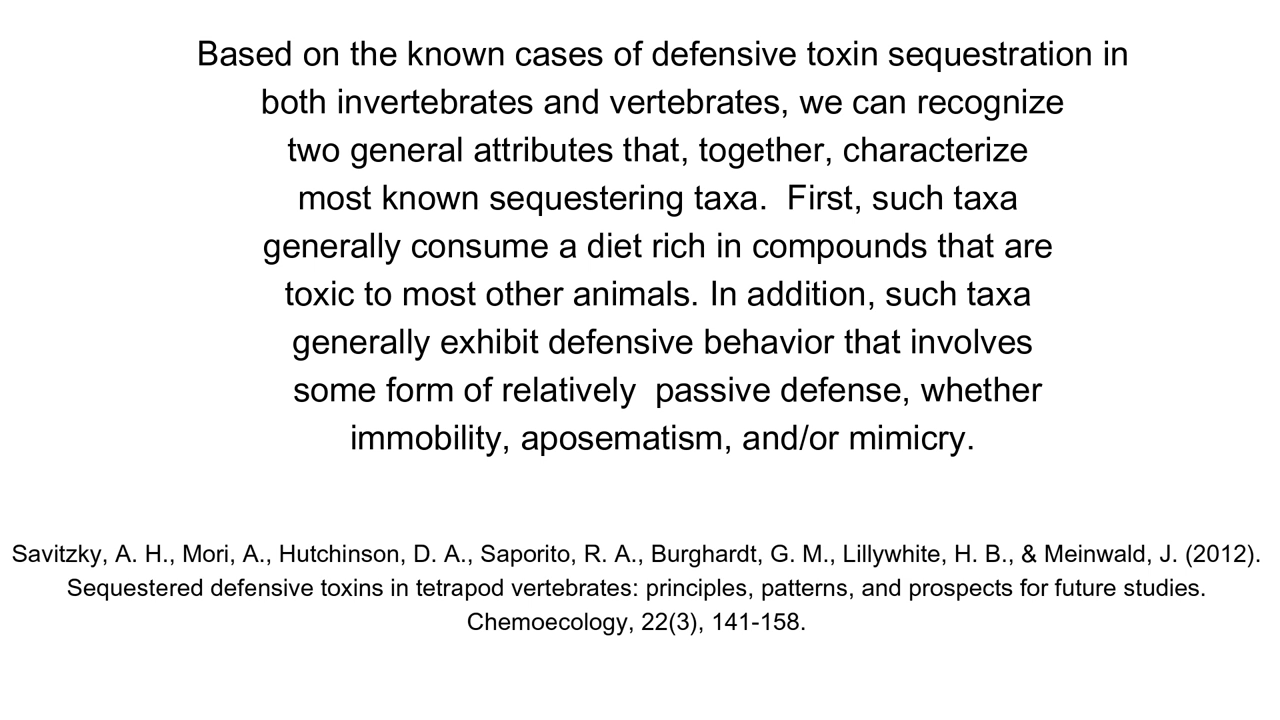 Based on the known cases of defensive toxin sequestration in
both invertebrates and vertebrates, we can recognize
two general attributes that, together, characterize
most known sequestering taxa.  First, such taxa
generally consume a diet rich in compounds that are
toxic to most other animals. In addition, such taxa
generally exhibit defensive behavior that involves
some form of relatively  passive defense, whether
immobility, aposematism, and/or mimicry.
Savitzky, A. H., Mori, A., Hutchinson, D. A., Saporito, R. A., Burghardt, G. M., Lillywhite, H. B., & Meinwald, J. (2012).
Sequestered defensive toxins in tetrapod vertebrates: principles, patterns, and prospects for future studies.
Chemoecology, 22(3), 141-158.